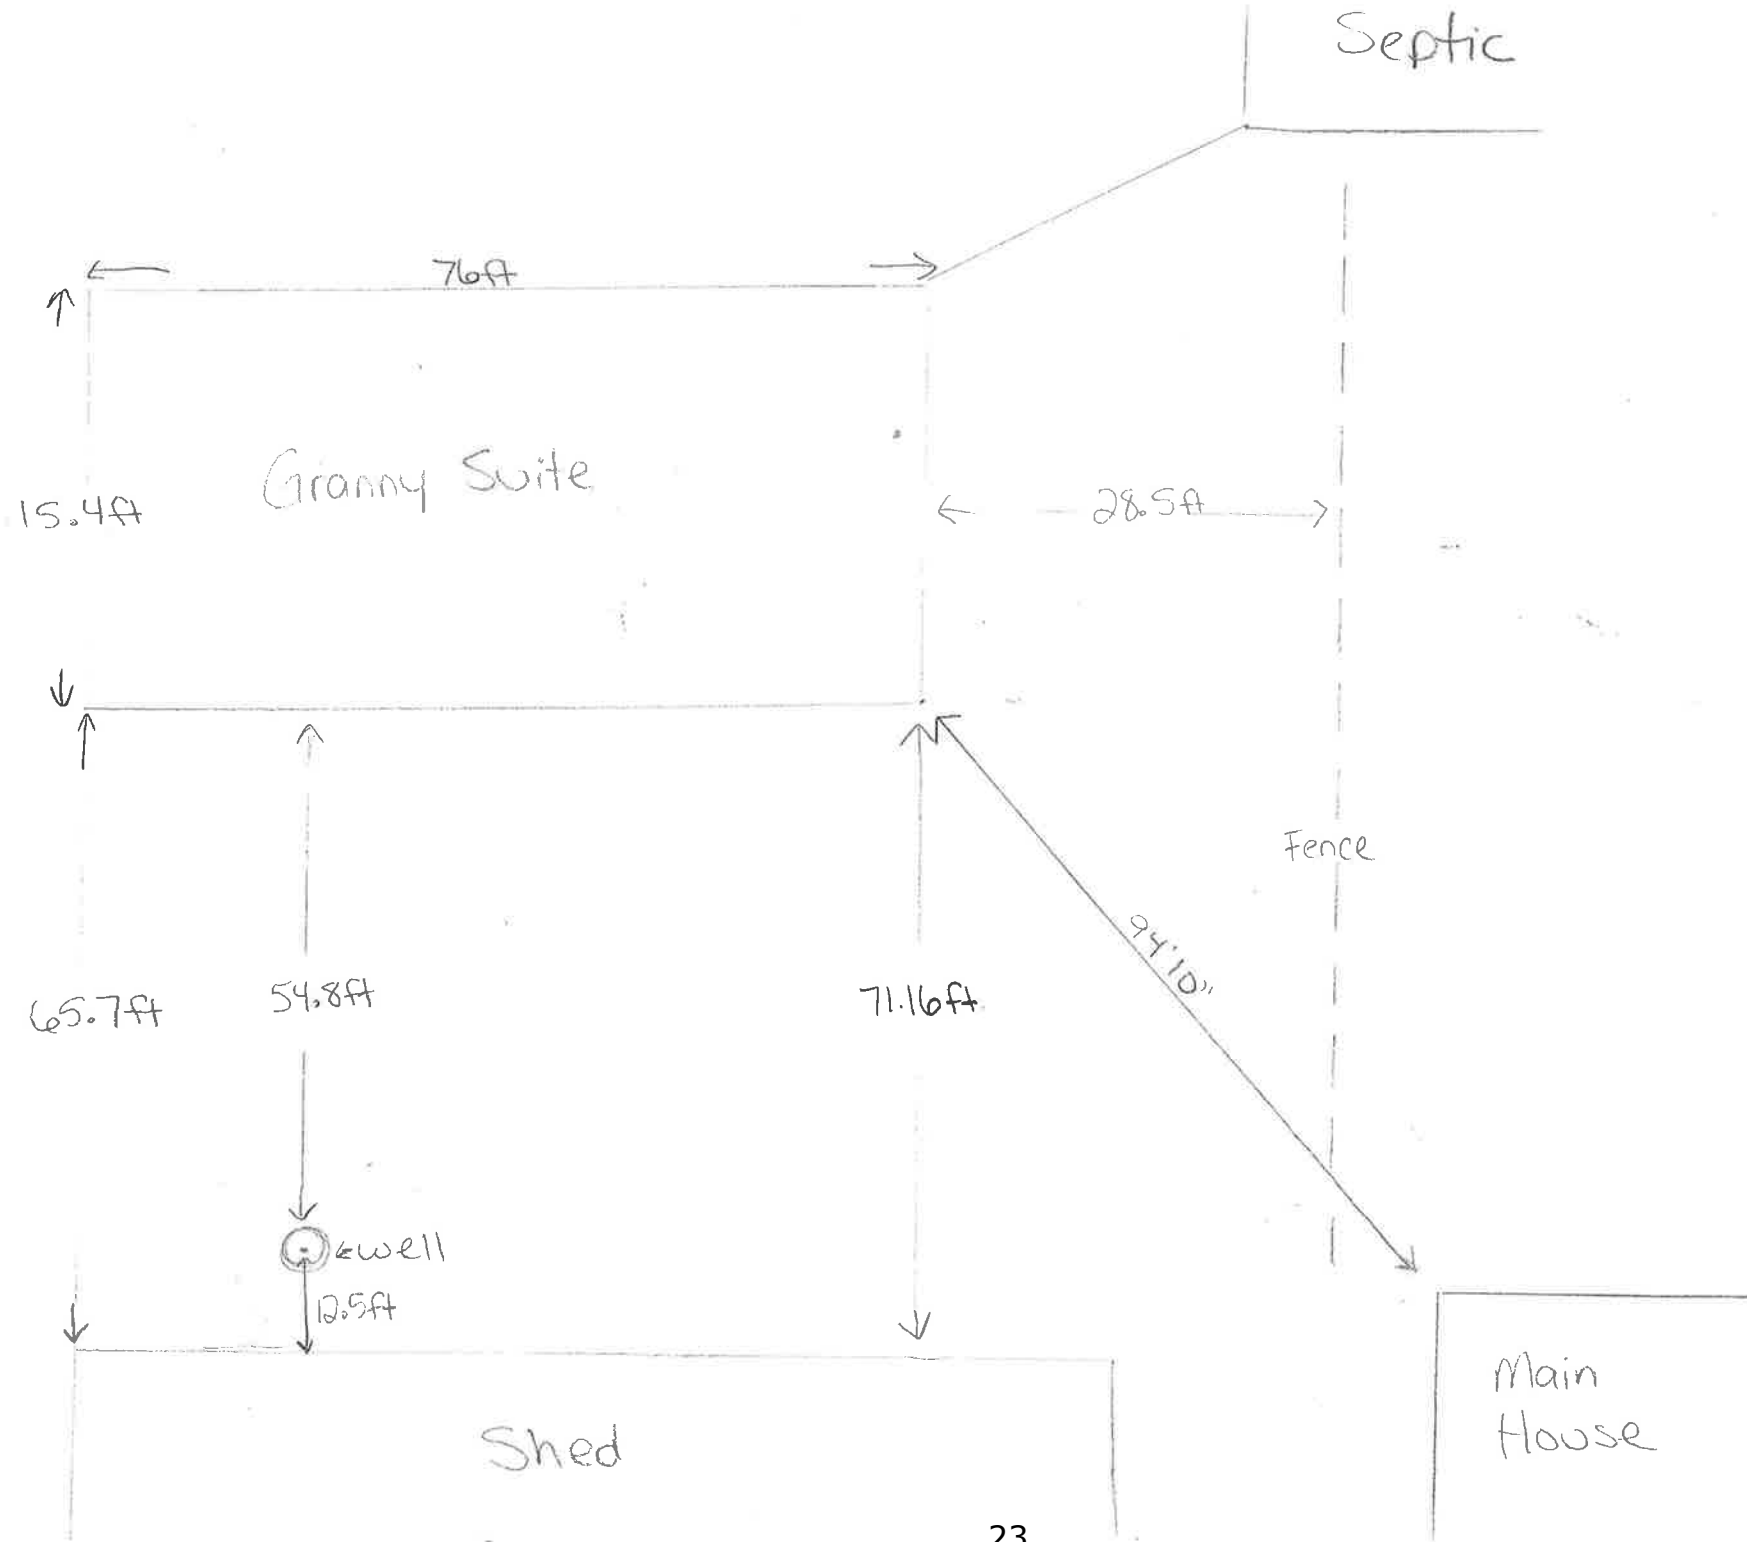 Septic
76ft
Granny Suite
15.4ft
28.5ft
Fence
94'10"
65.7ft
54.8ft
71.16ft
well
12.5ft
Main
House
Shed
23